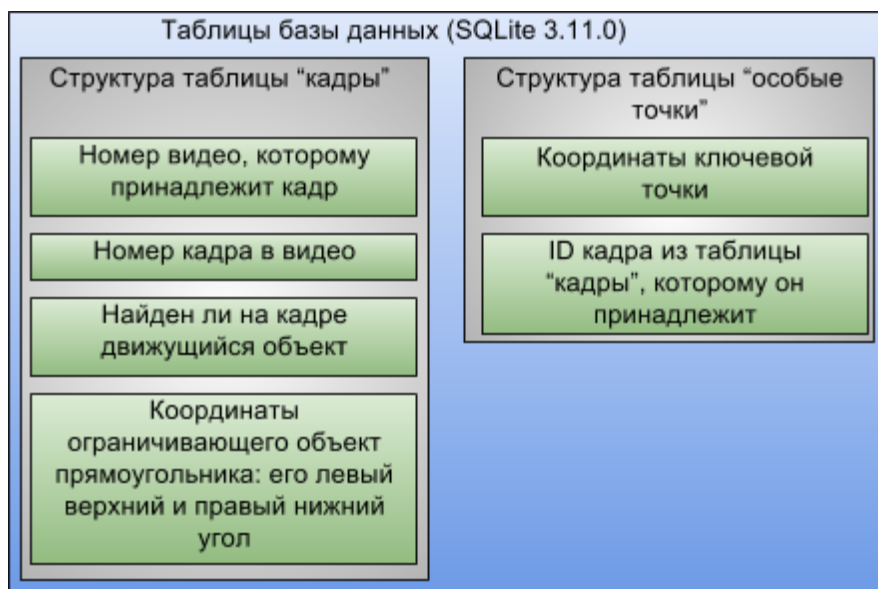 Таблицы базы данных (SQLite 3.11.0)
Структура таблицы “кадры”
Номер видео, которому
принадлежит кадр
Номер кадра в видео
Найден ли на кадре
движущийся объект
Координаты
ограничивающего объект
прямоугольника: его левый
верхний и правый нижний
угол
Структура таблицы “особые
точки”
Координаты ключевой
точки
ID кадра из таблицы
“кадры”, которому он
принадлежит